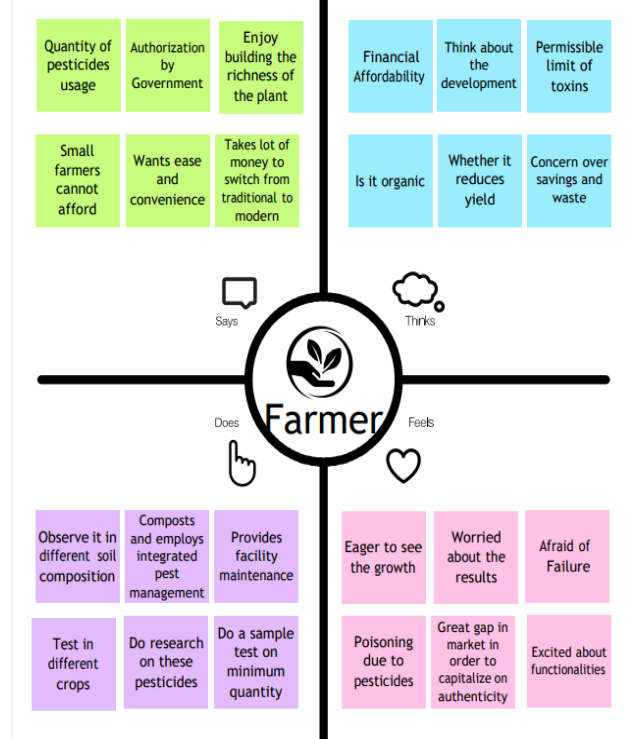 Quantity of
pesticides
usage
Authorization
by
Government
Enjoy
building the
richness of
the plant
Small
farmers
cannot
afford
Wants ease
and
convenience
Takes lot of
money to
switch from
traditional to
modern
Financial
Affordability
Think about
the
development
Permissible
limit of
toxins
Is it organic
Whether it
reduces
yield
Concern over
savings and
waste
Says
Thinks
Farmer
Does
Feels
Observe it in
different soil
composition
Composts
and employs
integrated
pest
management
Provides
facility
maintenance
Test in
different
crops
Do research
on these
pesticides
Do a sample
test on
minimum
quantity
Eager to see
the growth
Worried
about the
results
Afraid of
Failure
Poisoning
due to
pesticides
Great gap in
market in
order to
capitalize on
authenticity
Excited about
functionalities